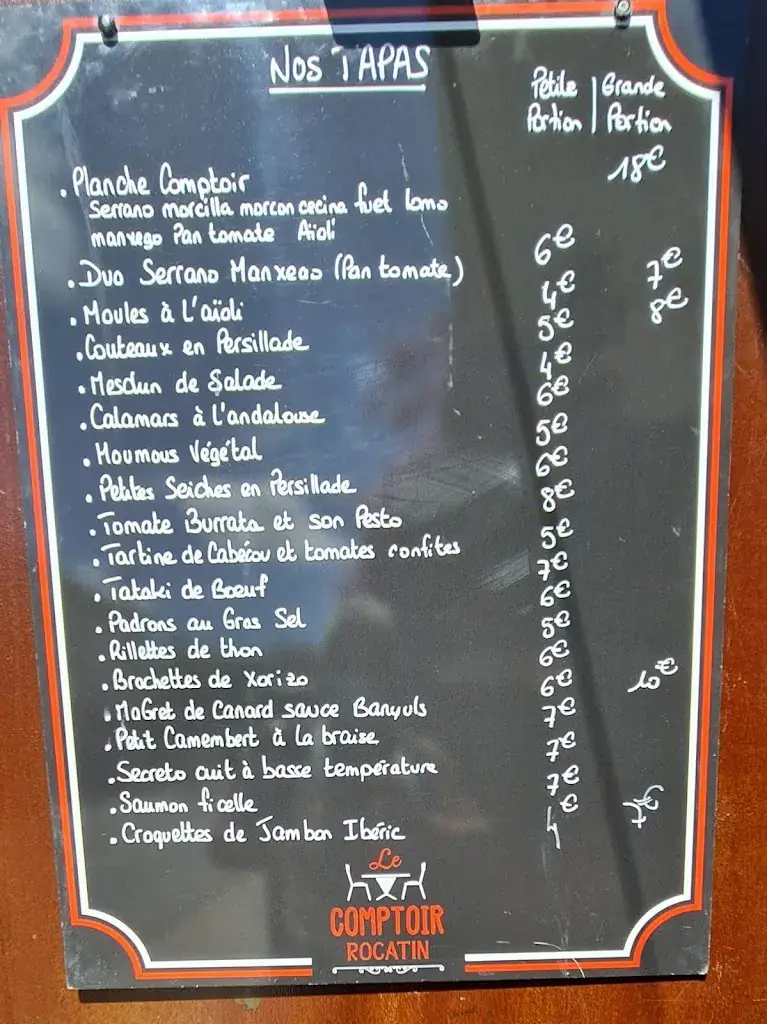 NOS TAPAS
Petite Portion | Grande Portion
. Planche Comptoir 18€
Serrano morcilla morcon cecina fuet lomo
manxego Pan tomate Aïoli
. Duo Serrano Manxego (Pan tomate) 6€
. Moules à L'aïoli 4€ 7€
. Couteaux en Persillade 5€ 8€
. Mesclun de Salade 4€
. Calamars à L'andalouse 6€
. Houmous Végétal 5€
. Petites Seiches en Persillade 6€
. Tomate Burrata et son Pesto 8€
. Tartine de Cabécou et tomates confites 5€
. Tataki de Bœuf 7€
. Padrons au Gros Sel 6€
. Rillettes de thon 5€
. Brochettes de Xorizo 6€
. MaGret de Canard sauce Banyuls 6€ 10€
. Petit Camembert à la braise 7€
. Secreto cuit à basse température 7€
. Saumon ficelle 7€
. Croquettes de Jambon Ibéric 4€ 7€
Le
COMPTOIR
ROCATIN